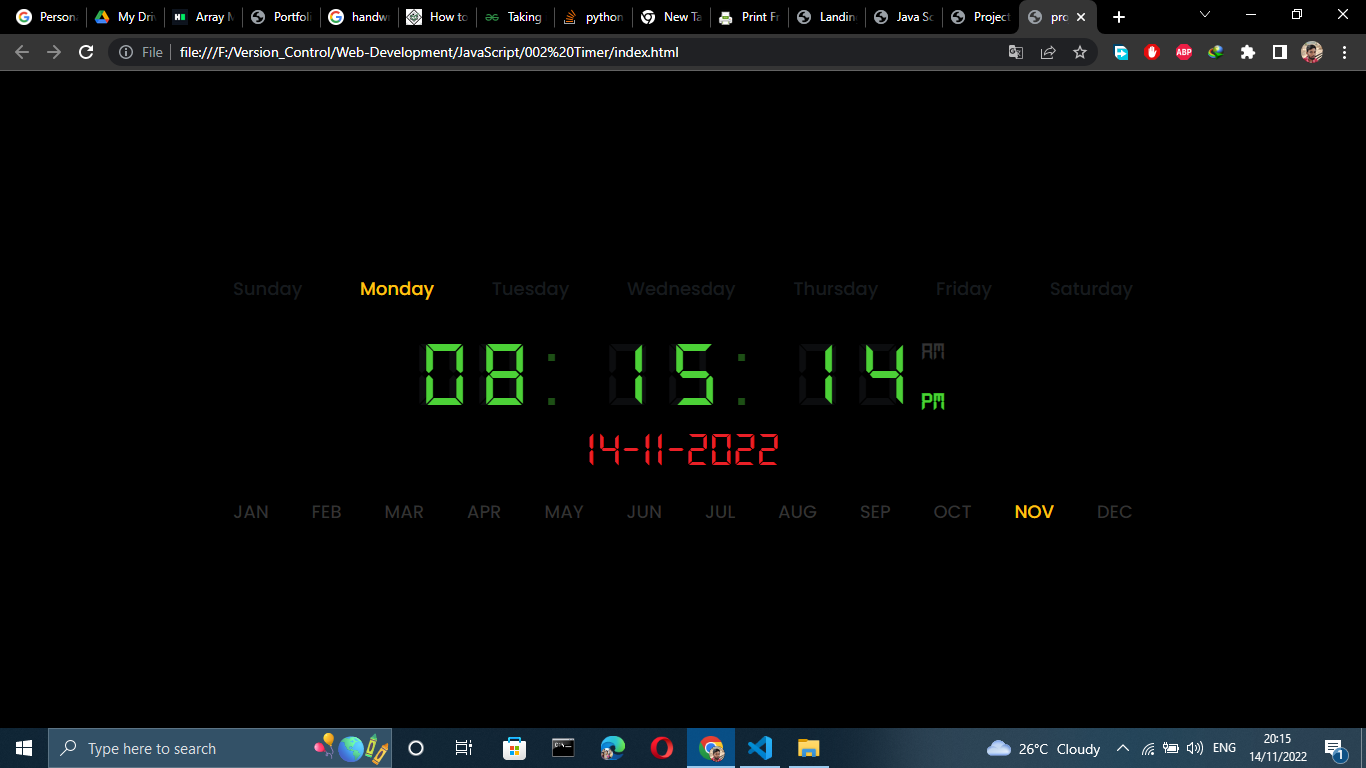 Persona My Driv Array M Portfoli handwr How to Taking python New Ta Print Fr Landin Java Sc Project pro
File file:///F:/Version_Control/Web-Development/JavaScript/002%20Timer/index.html ABP
Sunday Monday Tuesday Wednesday Thursday Friday Saturday
08: 15: 14 AM PM
14-11-2022
JAN FEB MAR APR MAY JUN JUL AUG SEP OCT NOV DEC
Type here to search 26°C Cloudy ENG 20:15
14/11/2022 1